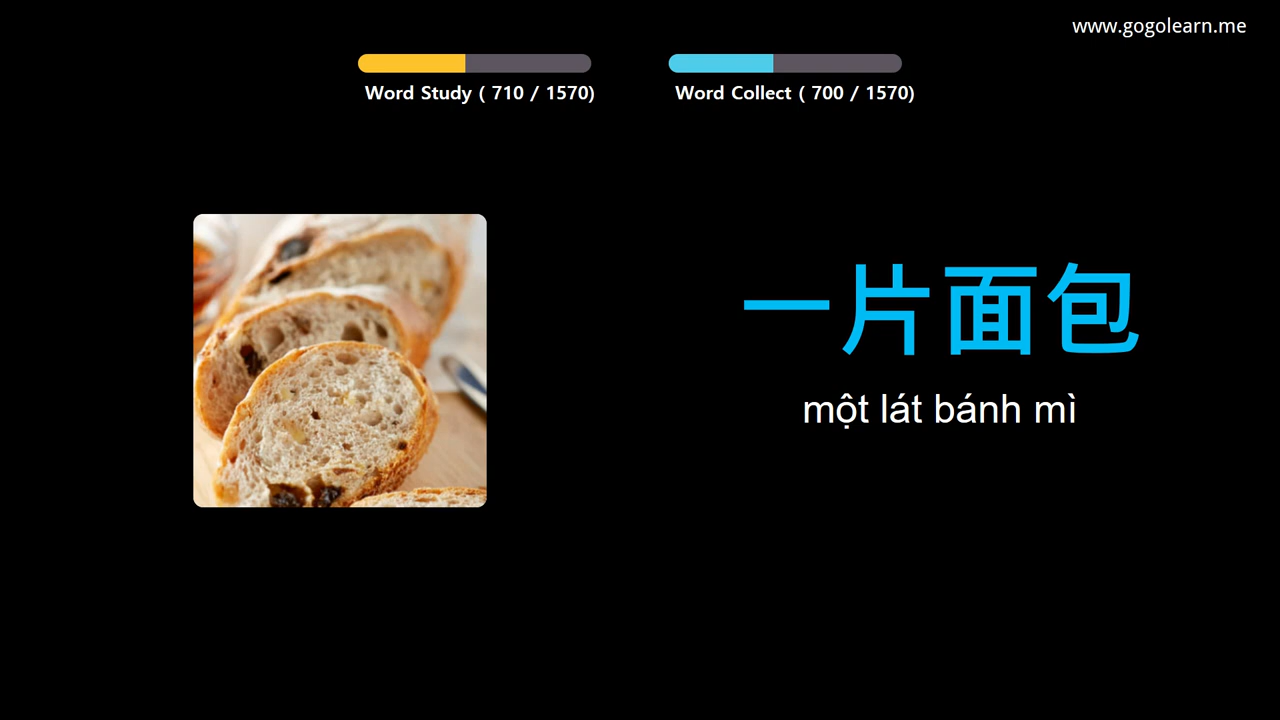 www.gogolearn.me
Word Study ( 710 / 1570)
Word Collect ( 700 / 1570)
一片面包
một lát bánh mì